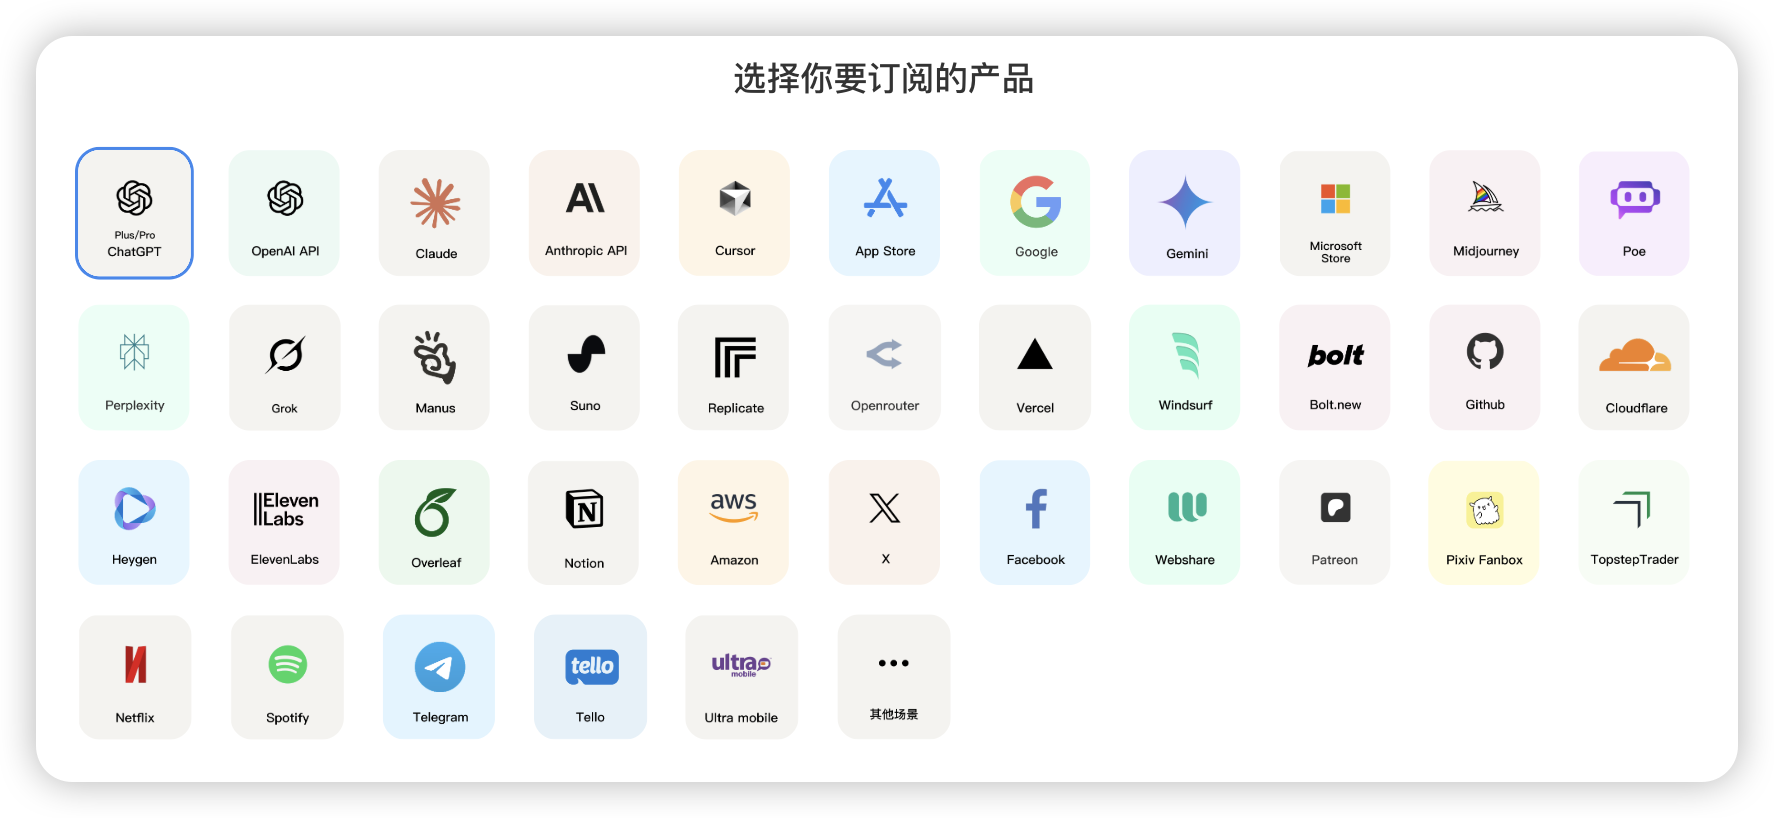 选择你要订阅的产品
Plus/Pro
ChatGPT
OpenAI API
Claude
Anthropic API
Cursor
App Store
Google
Gemini
Microsoft
Store
Midjourney
Poe
Perplexity
Grok
Manus
Suno
Replicate
Openrouter
Vercel
Windsurf
bolt
Bolt.new
Github
Cloudflare
Heygen
ElevenLabs
ElevenLabs
Overleaf
Notion
aws
Amazon
X
Facebook
Webshare
Patreon
Pixiv Fanbox
TopstepTrader
Netflix
Spotify
Telegram
tello
Tello
ultra
mobile
Ultra mobile
其他场景